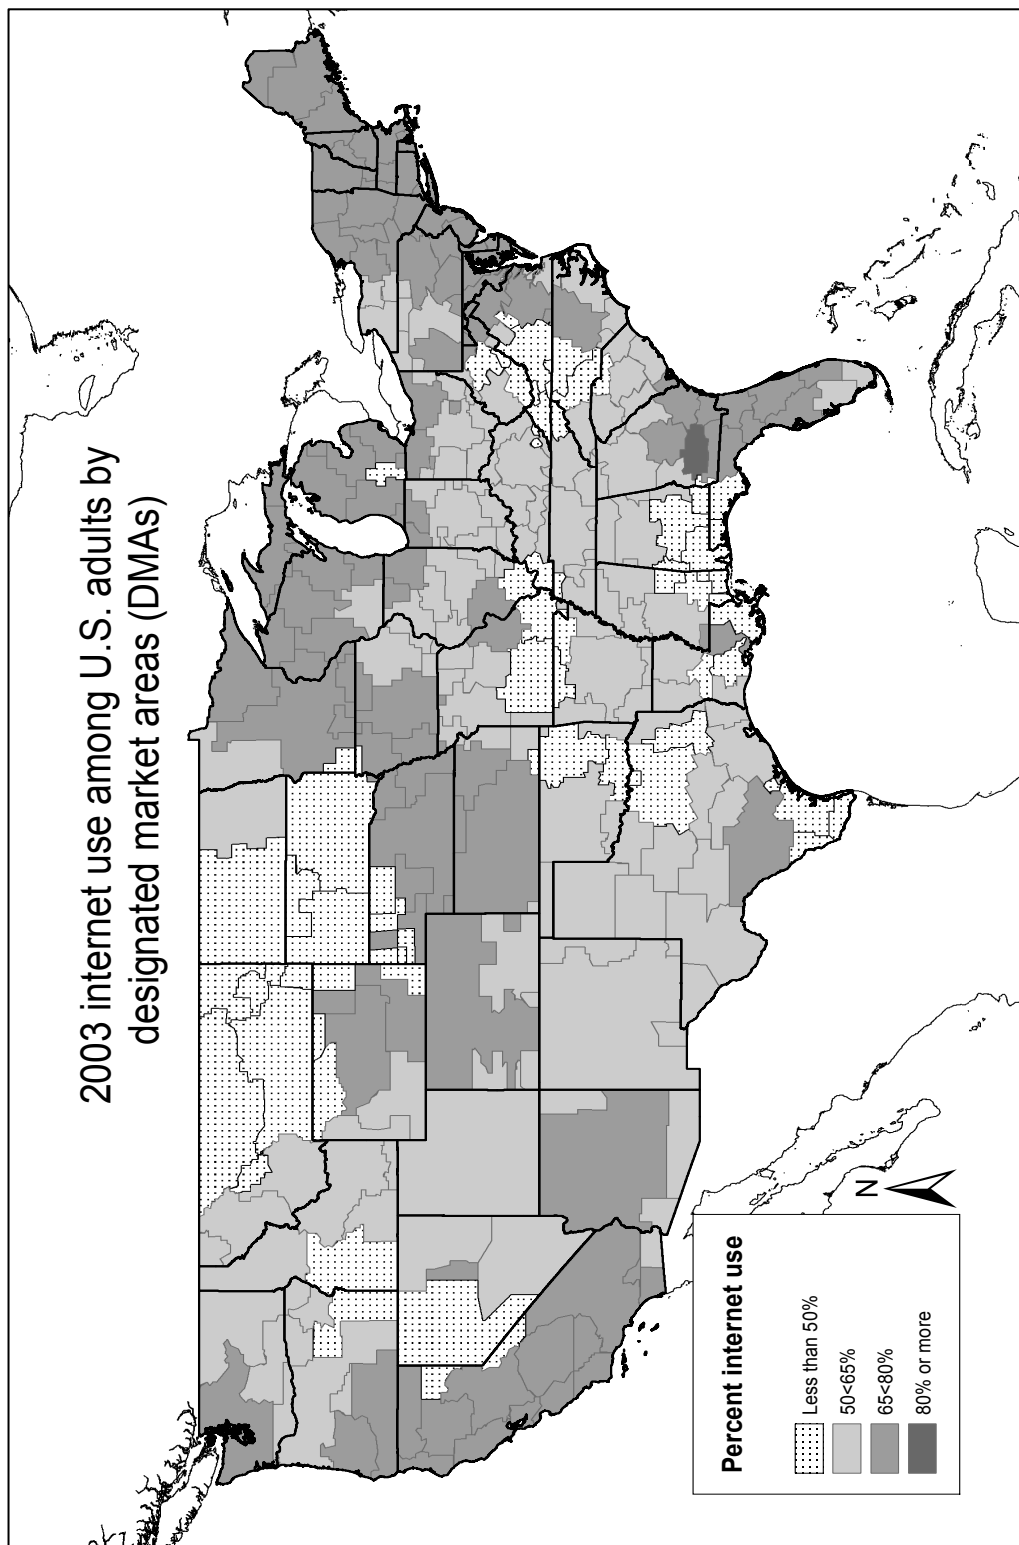 2003 internet use among U.S. adults by
designated market areas (DMAs)
N
Percent internet use
Less than 50%
50<65%
65<80%
80% or more